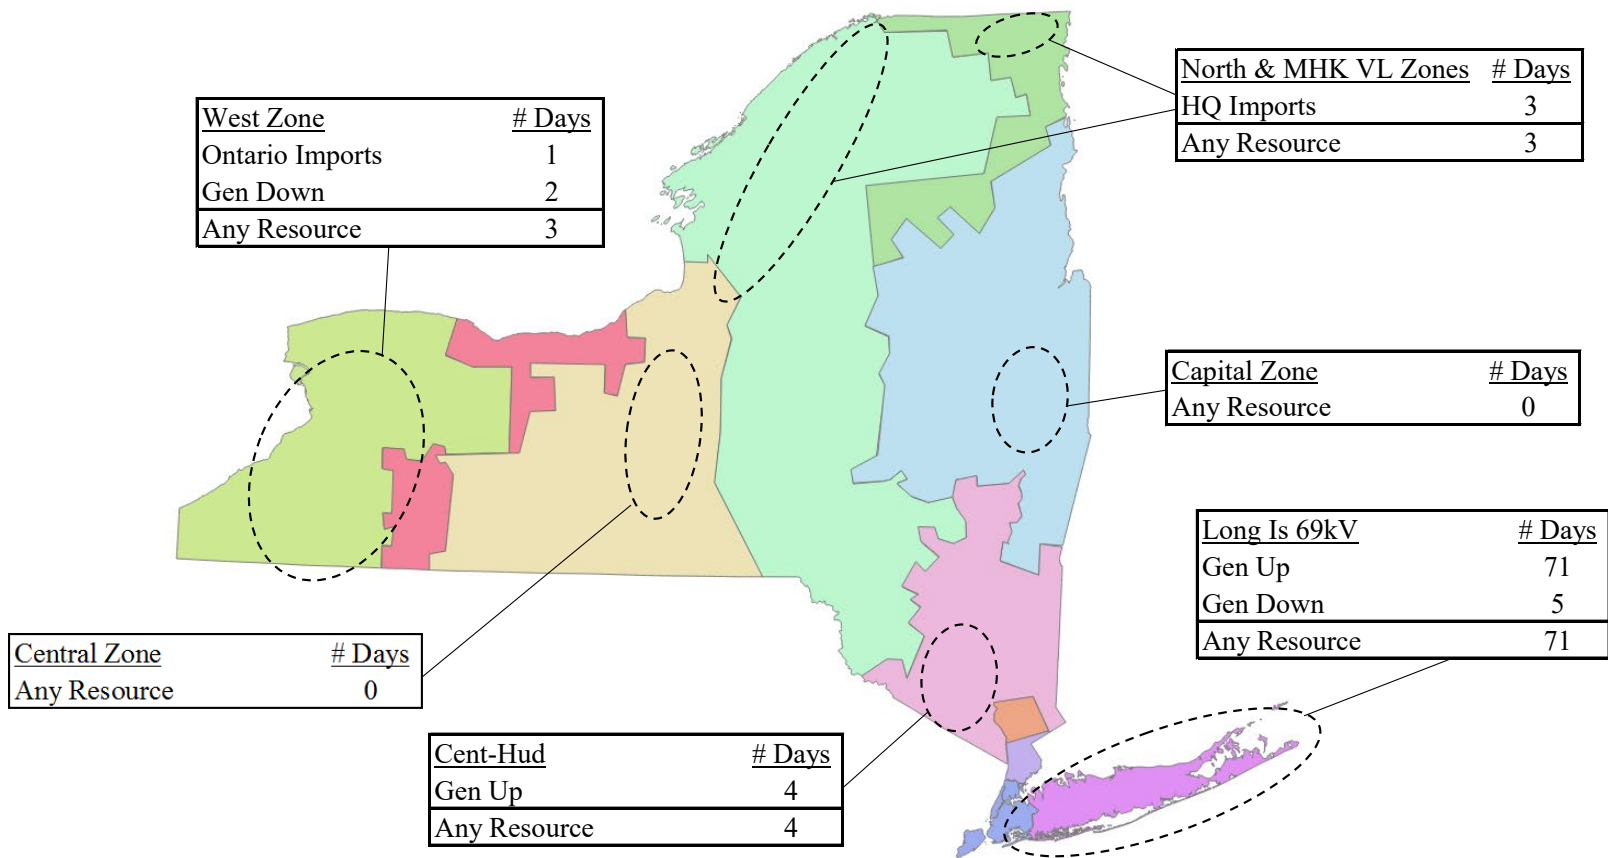 North & MHK VL Zones # Days
HQ Imports 3
Any Resource 3
West Zone # Days
Ontario Imports 1
Gen Down 2
Any Resource 3
Capital Zone # Days
Any Resource 0
Long Is 69kV # Days
Gen Up 71
Gen Down 5
Any Resource 71
Central Zone # Days
Any Resource 0
Cent-Hud # Days
Gen Up 4
Any Resource 4